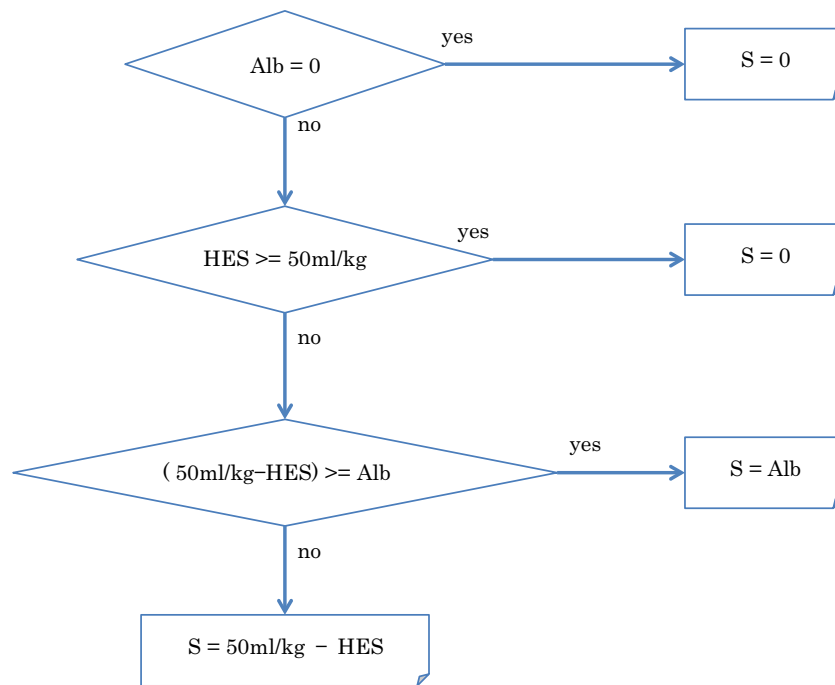 Alb = 0
yes
S = 0
no
HES >= 50ml/kg
yes
S = 0
no
( 50ml/kg−HES) >= Alb
yes
S = Alb
no
S = 50ml/kg − HES